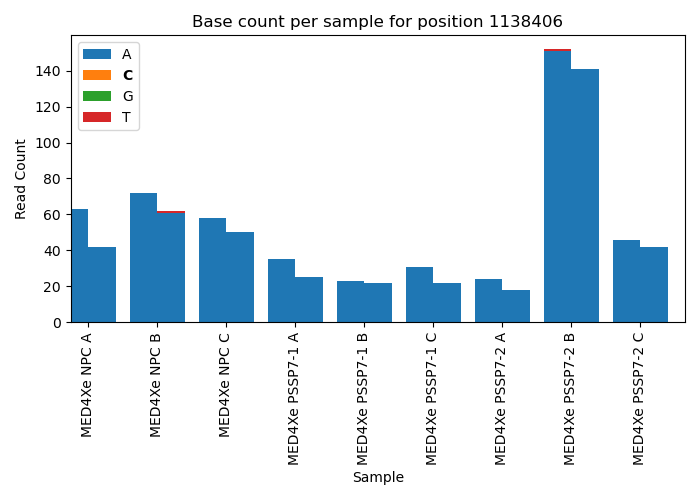 Base count per sample for position 1138406
A
C
G
T
Read Count
140
120
100
80
60
40
20
0
MED4Xe NPC A
MED4Xe NPC B
MED4Xe NPC C
MED4Xe PSSP7-1 A
MED4Xe PSSP7-1 B
MED4Xe PSSP7-1 C
MED4Xe PSSP7-2 A
MED4Xe PSSP7-2 B
MED4Xe PSSP7-2 C
Sample